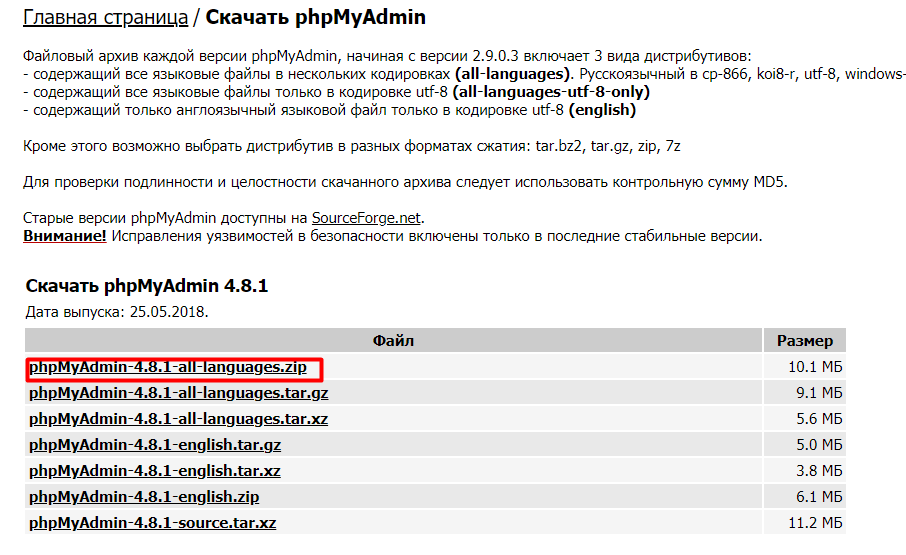 Главная страница / Скачать phpMyAdmin
Файловый архив каждой версии phpMyAdmin, начиная с версии 2.9.0.3 включает 3 вида дистрибутивов:
- содержащий все языковые файлы в нескольких кодировках (all-languages). Русскоязычный в cp-866, koi8-r, utf-8, windows-
- содержащий все языковые файлы только в кодировке utf-8 (all-languages-utf-8-only)
- содержащий только англоязычный языковой файл только в кодировке utf-8 (english)
Кроме этого возможно выбрать дистрибутив в разных форматах сжатия: tar.bz2, tar.gz, zip, 7z
Для проверки подлинности и целостности скачанного архива следует использовать контрольную сумму MD5.
Старые версии phpMyAdmin доступны на SourceForge.net.
Внимание! Исправления уязвимостей в безопасности включены только в последние стабильные версии.
Скачать phpMyAdmin 4.8.1
Дата выпуска: 25.05.2018.
Файл Размер
phpMyAdmin-4.8.1-all-languages.zip 10.1 МБ
phpMyAdmin-4.8.1-all-languages.tar.gz 9.1 МБ
phpMyAdmin-4.8.1-all-languages.tar.xz 5.6 МБ
phpMyAdmin-4.8.1-english.tar.gz 5.0 МБ
phpMyAdmin-4.8.1-english.tar.xz 3.8 МБ
phpMyAdmin-4.8.1-english.zip 6.1 МБ
phpMyAdmin-4.8.1-source.tar.xz 11.2 МБ